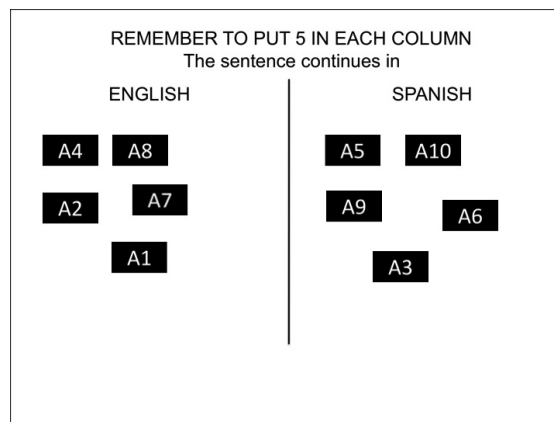 REMEMBER TO PUT 5 IN EACH COLUMN
The sentence continues in
ENGLISH
SPANISH
A4 A8
A5 A10
A2 A7
A9 A6
A1
A3